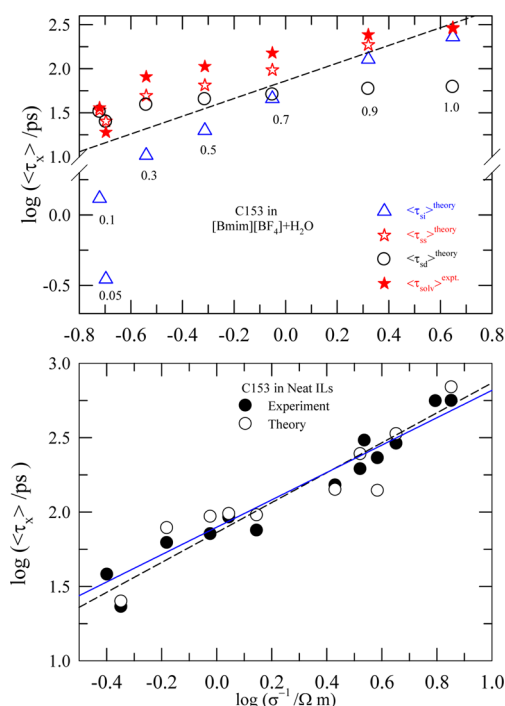 2.5
2.0
1.5
1.0
0.0
-0.5
log (<τx> /ps)
0.1
0.05
0.3
0.5
0.7
0.9
1.0
C153 in
[Bmim][BF4]+H2O
<τsi>theory
<τss>theory
<τsd>theory
<τsolv>expt.
-0.8 -0.6 -0.4 -0.2 0.0 0.2 0.4 0.6 0.8
3.0
2.5
2.0
1.5
1.0
log (<τx> /ps)
C153 in Neat ILs
Experiment
Theory
-0.4 -0.2 0.0 0.2 0.4 0.6 0.8 1.0
log (σ-1/Ω m)